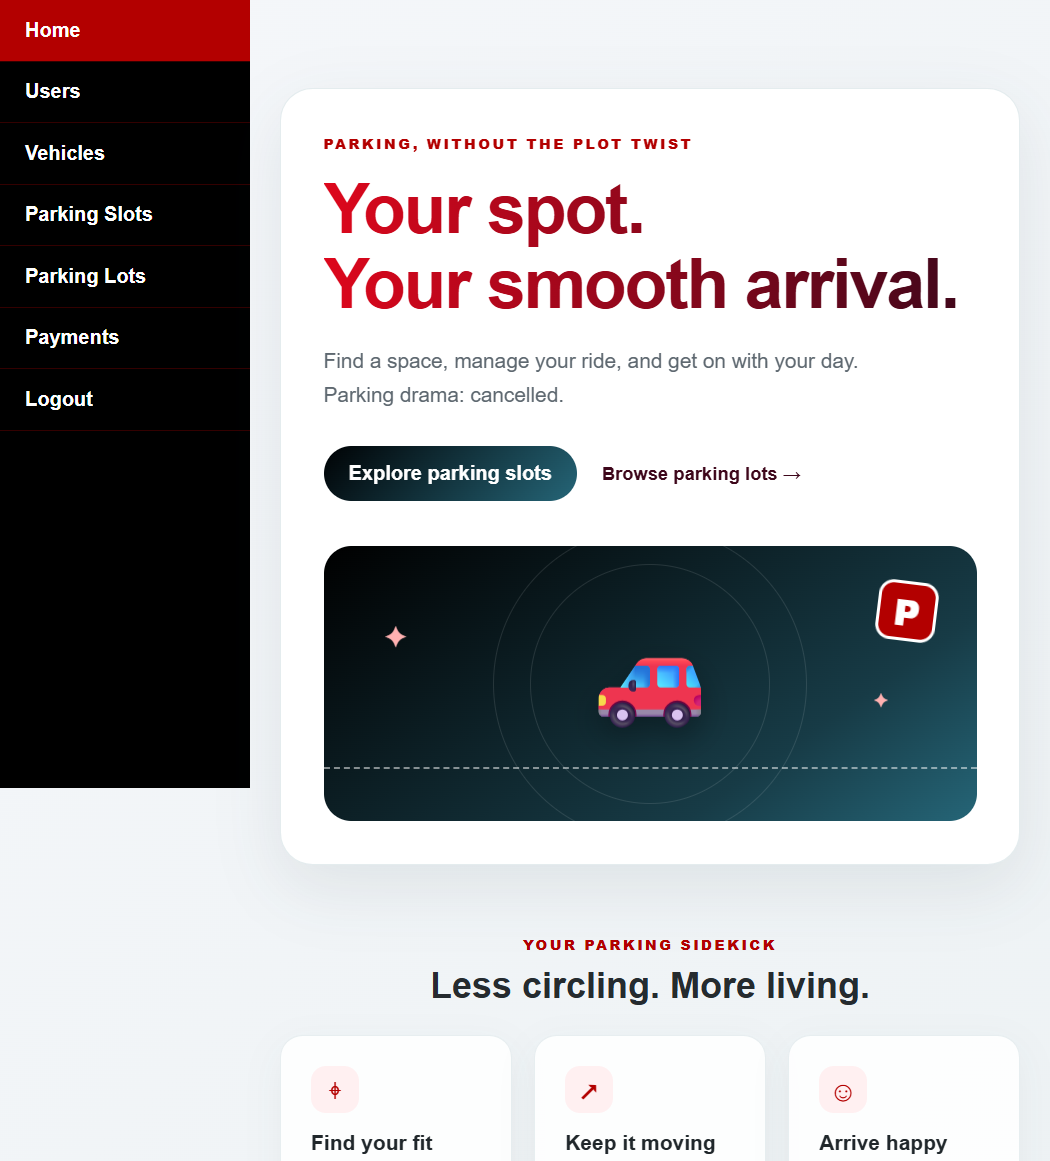 Home
Users
Vehicles
Parking Slots
Parking Lots
Payments
Logout
PARKING, WITHOUT THE PLOT TWIST
Your spot.
Your smooth arrival.
Find a space, manage your ride, and get on with your day.
Parking drama: cancelled.
Explore parking slots
Browse parking lots →
P
YOUR PARKING SIDEKICK
Less circling. More living.
Find your fit
Keep it moving
Arrive happy